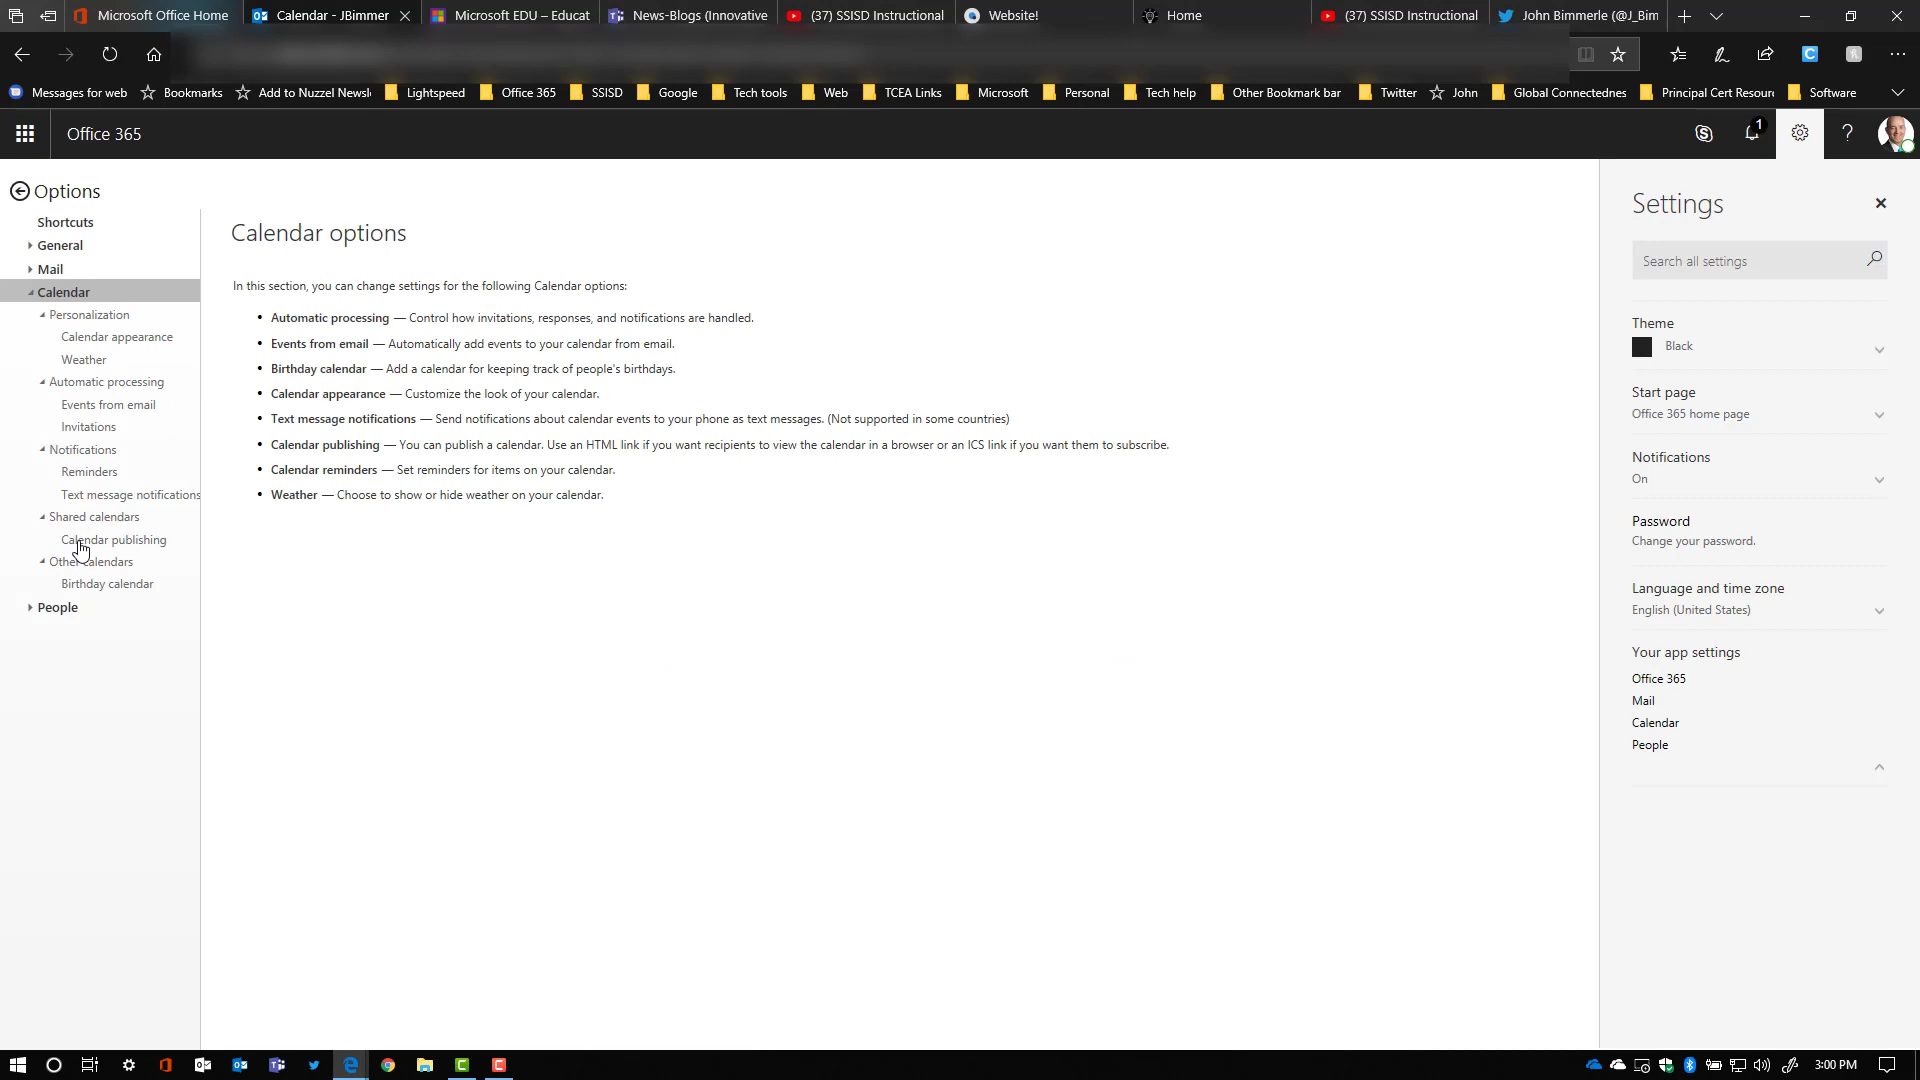 Microsoft Office Home
Calendar - JBimmer
Microsoft EDU – Educat
News-Blogs (Innovative
(37) SSISD Instructional
Website!
Home
(37) SSISD Instructional
John Bimmerle (@J_Bim
Messages for web
Bookmarks
Add to Nuzzel Newsl
Lightspeed
Office 365
SSISD
Google
Tech tools
Web
TCEA Links
Microsoft
Personal
Tech help
Other Bookmark bar
Twitter
John
Global Connectednes
Principal Cert Resourc
Software
Office 365
1
?
Options
Shortcuts
General
Mail
Calendar
Personalization
Calendar appearance
Weather
Automatic processing
Events from email
Invitations
Notifications
Reminders
Text message notifications
Shared calendars
Calendar publishing
Other calendars
Birthday calendar
People
Calendar options
In this section, you can change settings for the following Calendar options:
• Automatic processing — Control how invitations, responses, and notifications are handled.
• Events from email — Automatically add events to your calendar from email.
• Birthday calendar — Add a calendar for keeping track of people's birthdays.
• Calendar appearance — Customize the look of your calendar.
• Text message notifications — Send notifications about calendar events to your phone as text messages. (Not supported in some countries)
• Calendar publishing — You can publish a calendar. Use an HTML link if you want recipients to view the calendar in a browser or an ICS link if you want them to subscribe.
• Calendar reminders — Set reminders for items on your calendar.
• Weather — Choose to show or hide weather on your calendar.
Settings
Search all settings
Theme
Black
Start page
Office 365 home page
Notifications
On
Password
Change your password.
Language and time zone
English (United States)
Your app settings
Office 365
Mail
Calendar
People
3:00 PM